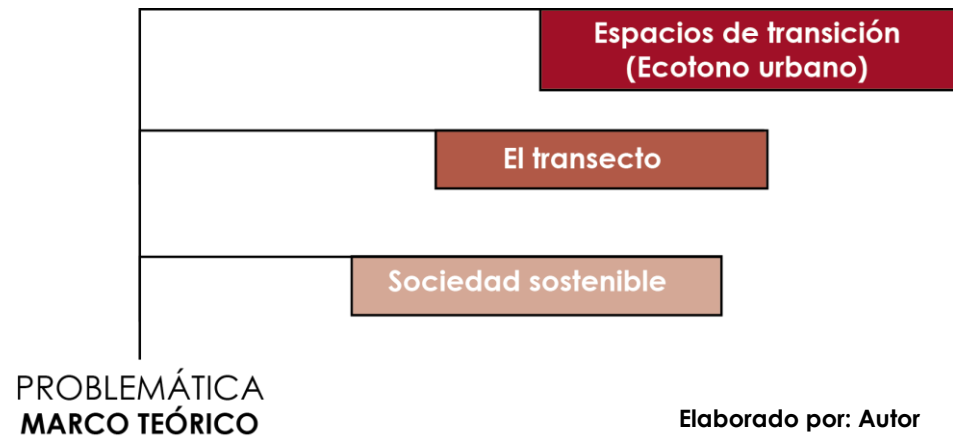 Espacios de transición
(Ecotono urbano)
El transecto
Sociedad sostenible
PROBLEMÁTICA
MARCO TEÓRICO
Elaborado por: Autor